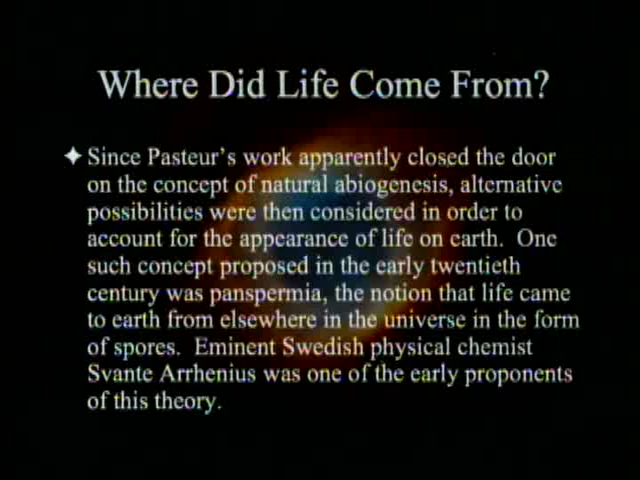 Where Did Life Come From?
Since Pasteur's work apparently closed the door
on the concept of natural abiogenesis, alternative
possibilities were then considered in order to
account for the appearance of life on earth.  One
such concept proposed in the early twentieth
century was panspermia, the notion that life came
to earth from elsewhere in the universe in the form
of spores.  Eminent Swedish physical chemist
Svante Arrhenius was one of the early proponents
of this theory.